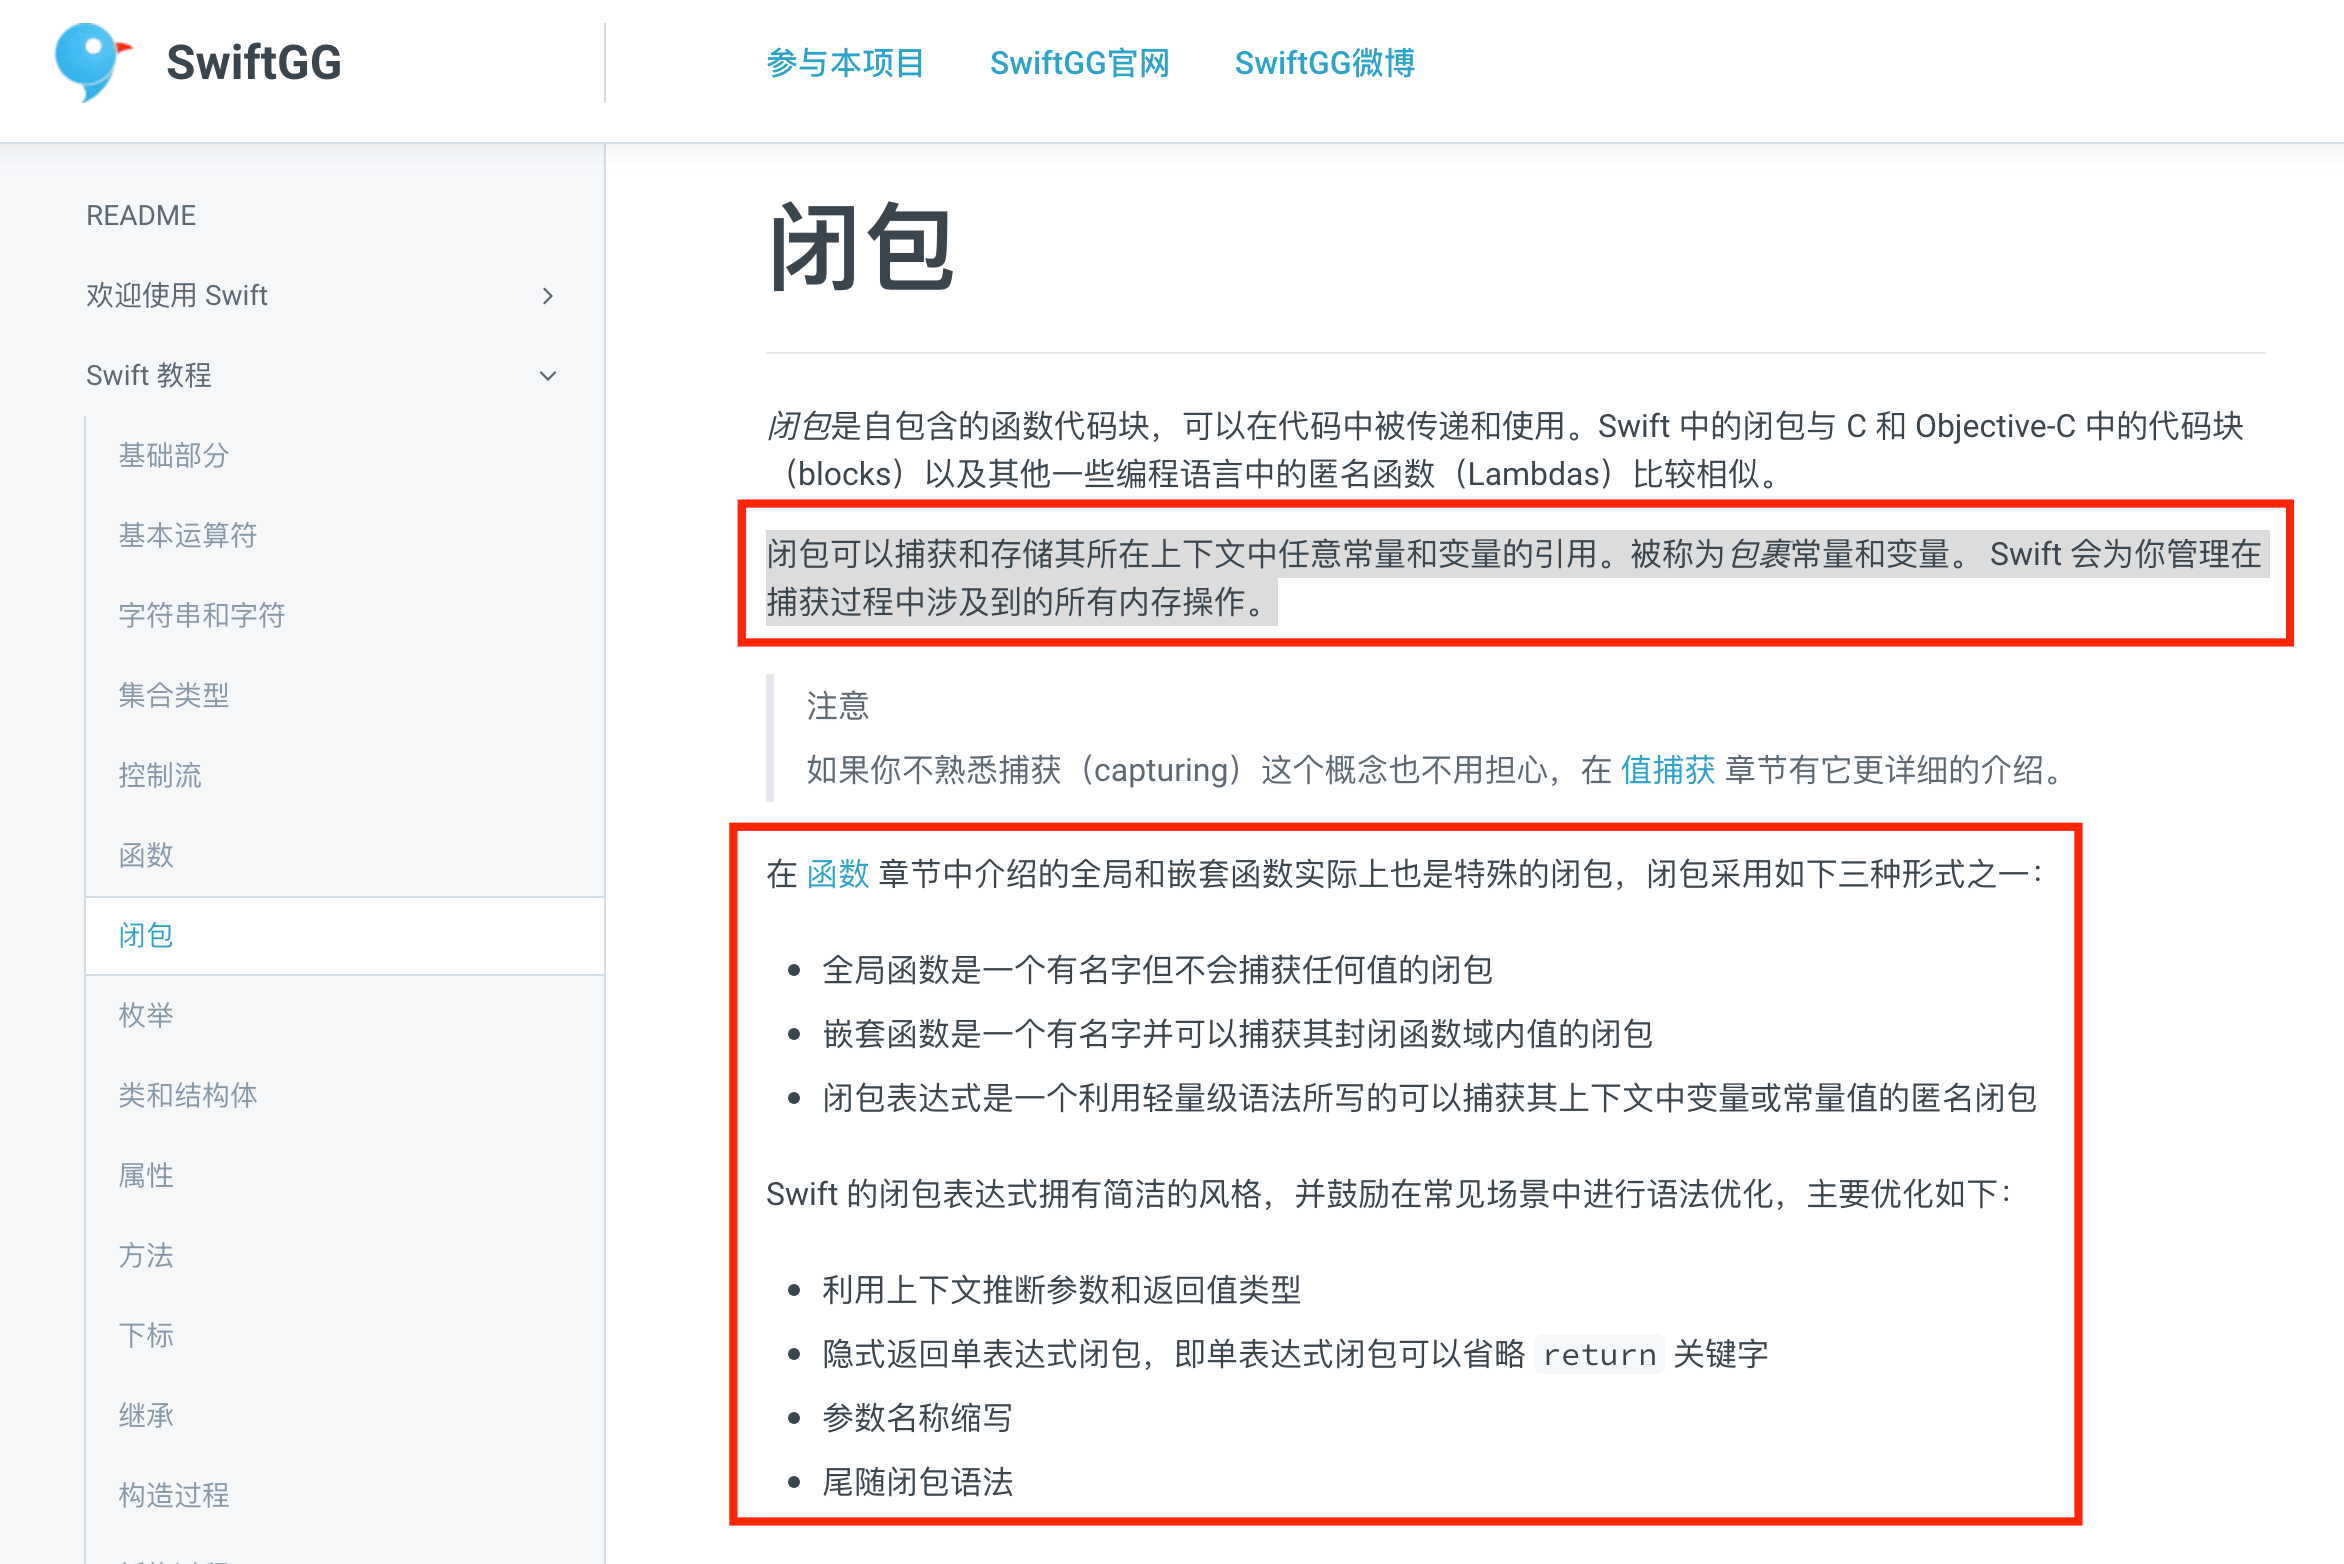 SwiftGG
参与本项目
SwiftGG官网
SwiftGG微博
README
欢迎使用 Swift
Swift 教程
基础部分
基本运算符
字符串和字符
集合类型
控制流
函数
闭包
枚举
类和结构体
属性
方法
下标
继承
构造过程
闭包
闭包是自包含的函数代码块，可以在代码中被传递和使用。Swift 中的闭包与 C 和 Objective-C 中的代码块
（blocks）以及其他一些编程语言中的匿名函数（Lambdas）比较相似。
闭包可以捕获和存储其所在上下文中任意常量和变量的引用。被称为包裹常量和变量。 Swift 会为你管理在
捕获过程中涉及到的所有内存操作。
注意
如果你不熟悉捕获（capturing）这个概念也不用担心，在 值捕获 章节有它更详细的介绍。
在 函数 章节中介绍的全局和嵌套函数实际上也是特殊的闭包，闭包采用如下三种形式之一：
• 全局函数是一个有名字但不会捕获任何值的闭包
• 嵌套函数是一个有名字并可以捕获其封闭函数域内值的闭包
• 闭包表达式是一个利用轻量级语法所写的可以捕获其上下文中变量或常量值的匿名闭包
Swift 的闭包表达式拥有简洁的风格，并鼓励在常见场景中进行语法优化，主要优化如下：
• 利用上下文推断参数和返回值类型
• 隐式返回单表达式闭包，即单表达式闭包可以省略 return 关键字
• 参数名称缩写
• 尾随闭包语法